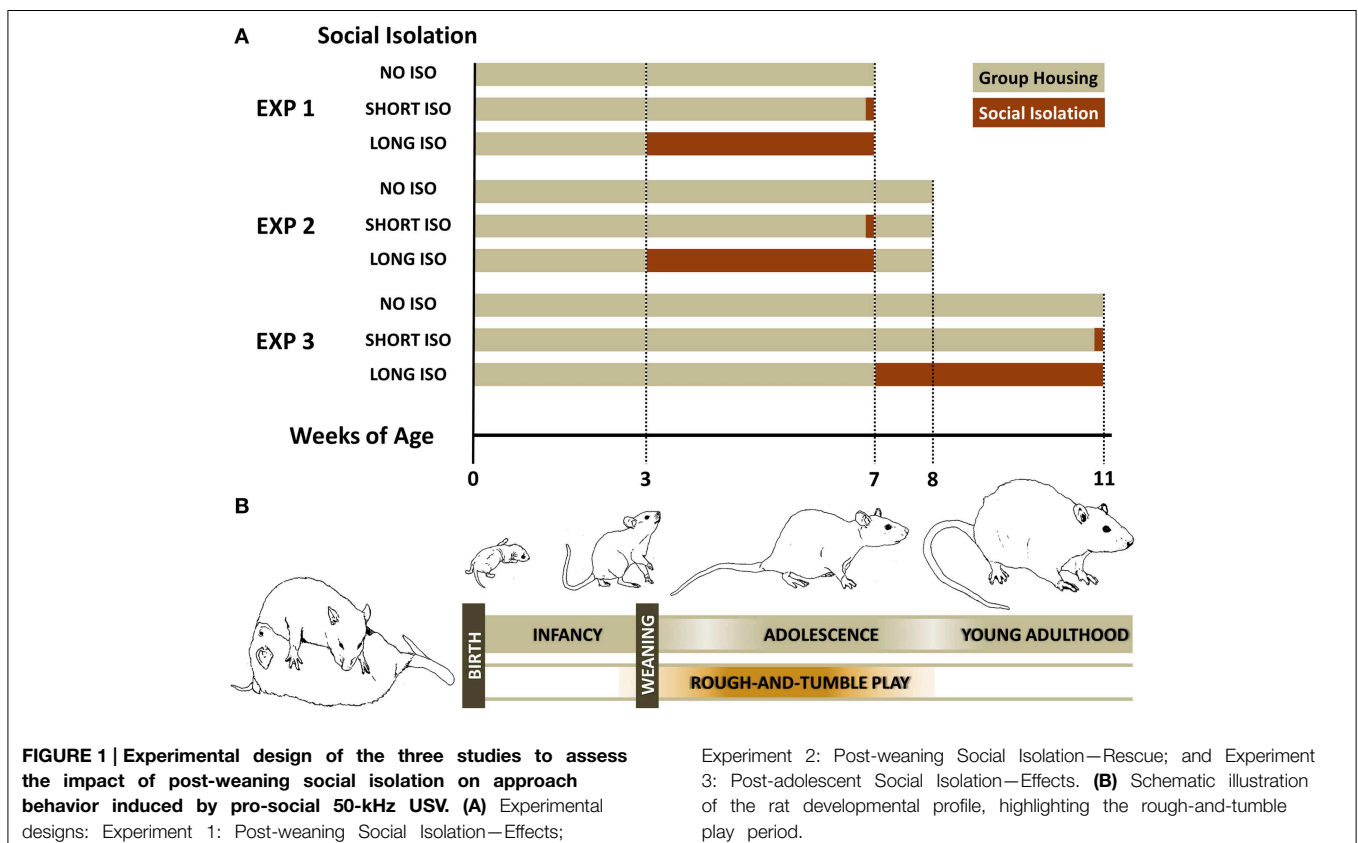 A
Social Isolation
NO ISO
EXP 1 SHORT ISO
LONG ISO
Group Housing
Social Isolation
NO ISO
EXP 2 SHORT ISO
LONG ISO
NO ISO
EXP 3 SHORT ISO
LONG ISO
Weeks of Age
0 3 7 8 11
B
BIRTH
INFANCY
WEANING
ADOLESCENCE
YOUNG ADULTHOOD
ROUGH-AND-TUMBLE PLAY
FIGURE 1 | Experimental design of the three studies to assess
the impact of post-weaning social isolation on approach
behavior induced by pro-social 50-kHz USV. (A) Experimental
designs: Experiment 1: Post-weaning Social Isolation—Effects;
Experiment 2: Post-weaning Social Isolation—Rescue; and Experiment
3: Post-adolescent Social Isolation—Effects. (B) Schematic illustration
of the rat developmental profile, highlighting the rough-and-tumble
play period.